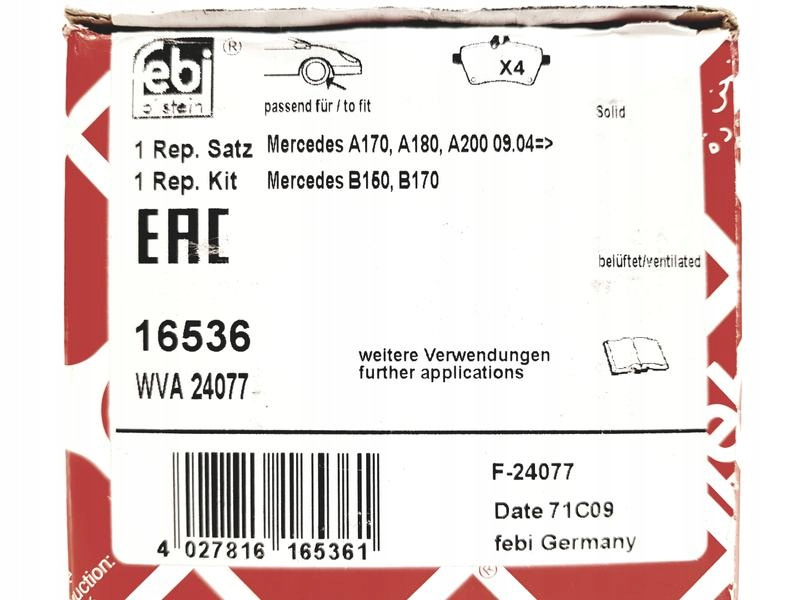 febi ®
bilstein
passend für / to fit
X4
Solid
1 Rep. Satz Mercedes A170, A180, A200 09.04=>
1 Rep. Kit Mercedes B150, B170
EAC
belüftet/ventilated
16536
WVA 24077
weitere Verwendungen
further applications
F-24077
Date 71C09
febi Germany
4 027816 165361
®